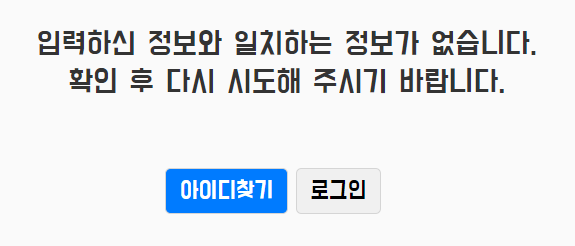 입력하신 정보와 일치하는 정보가 없습니다.
확인 후 다시 시도해 주시기 바랍니다.
아이디찾기 로그인